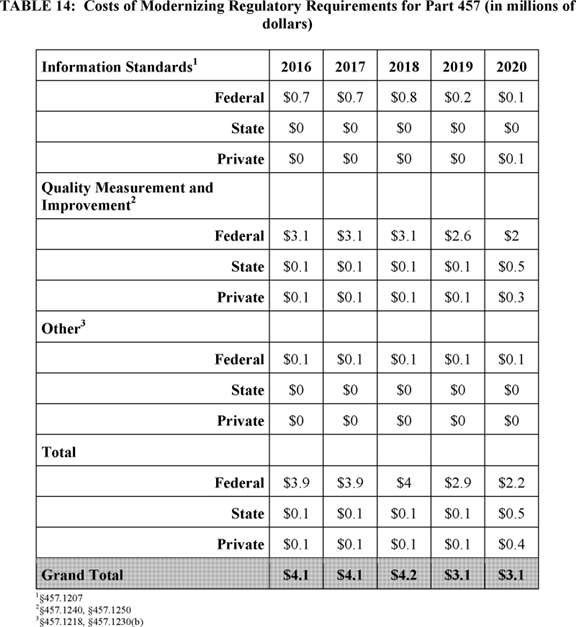 TABLE 14: Costs of Modernizing Regulatory Requirements for Part 457 (in millions of
dollars)
Information Standards¹ 2016 2017 2018 2019 2020
Federal $0.7 $0.7 $0.8 $0.2 $0.1
State $0 $0 $0 $0 $0
Private $0 $0 $0 $0 $0.1
Quality Measurement and
Improvement²
Federal $3.1 $3.1 $3.1 $2.6 $2
State $0.1 $0.1 $0.1 $0.1 $0.5
Private $0.1 $0.1 $0.1 $0.1 $0.3
Other³
Federal $0.1 $0.1 $0.1 $0.1 $0.1
State $0 $0 $0 $0 $0
Private $0 $0 $0 $0 $0
Total
Federal $3.9 $3.9 $4 $2.9 $2.2
State $0.1 $0.1 $0.1 $0.1 $0.5
Private $0.1 $0.1 $0.1 $0.1 $0.4
Grand Total $4.1 $4.1 $4.2 $3.1 $3.1
¹§457.1207
²§457.1240, §457.1250
³§457.1218, §457.1230(b)